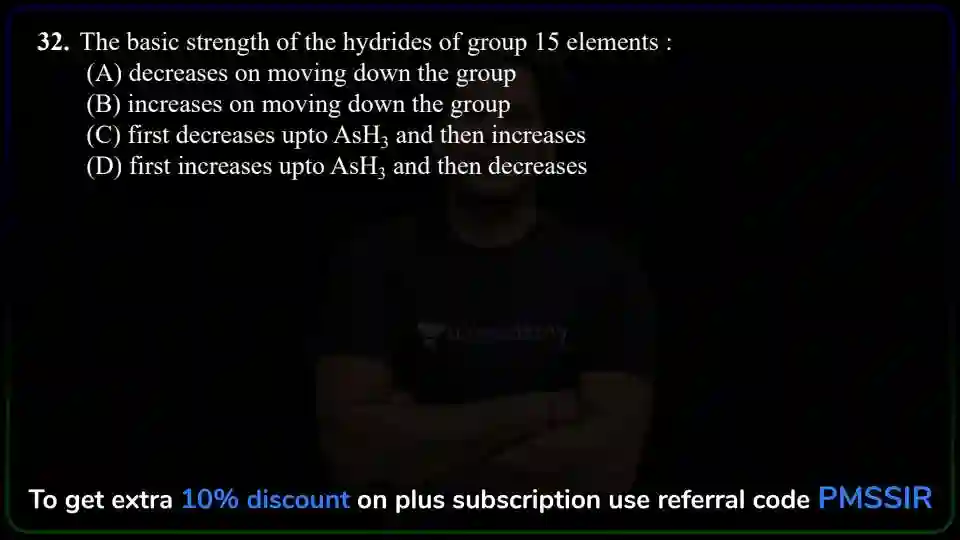 32. The basic strength of the hydrides of group 15 elements :
(A) decreases on moving down the group
(B) increases on moving down the group
(C) first decreases upto AsH₃ and then increases
(D) first increases upto AsH₃ and then decreases
To get extra 10% discount on plus subscription use referral code PMSSIR